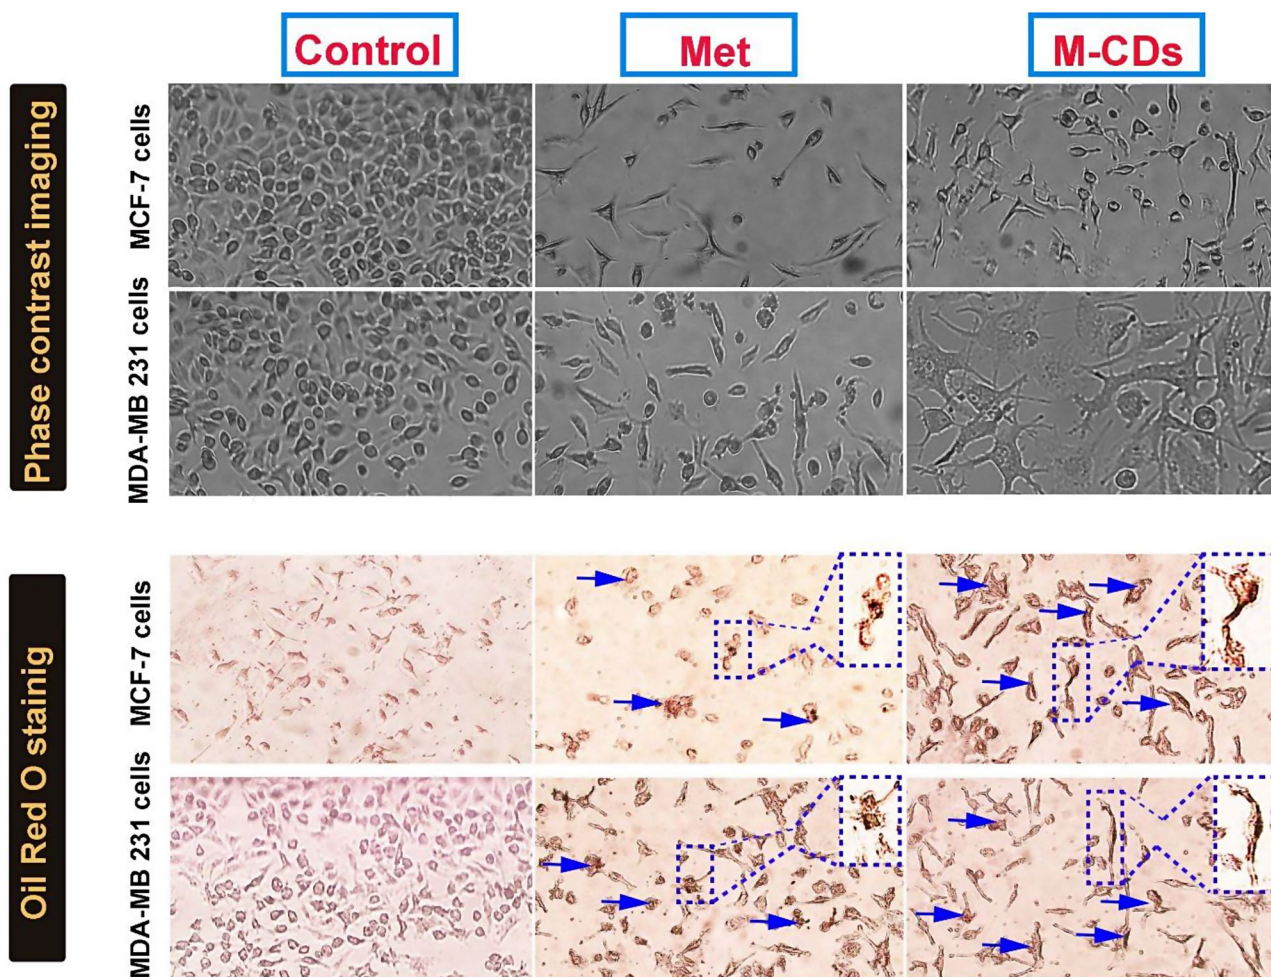 Control
Met
M-CDs
Phase contrast imaging
MCF-7 cells
MDA-MB 231 cells
Oil Red O stainig
MCF-7 cells
MDA-MB 231 cells